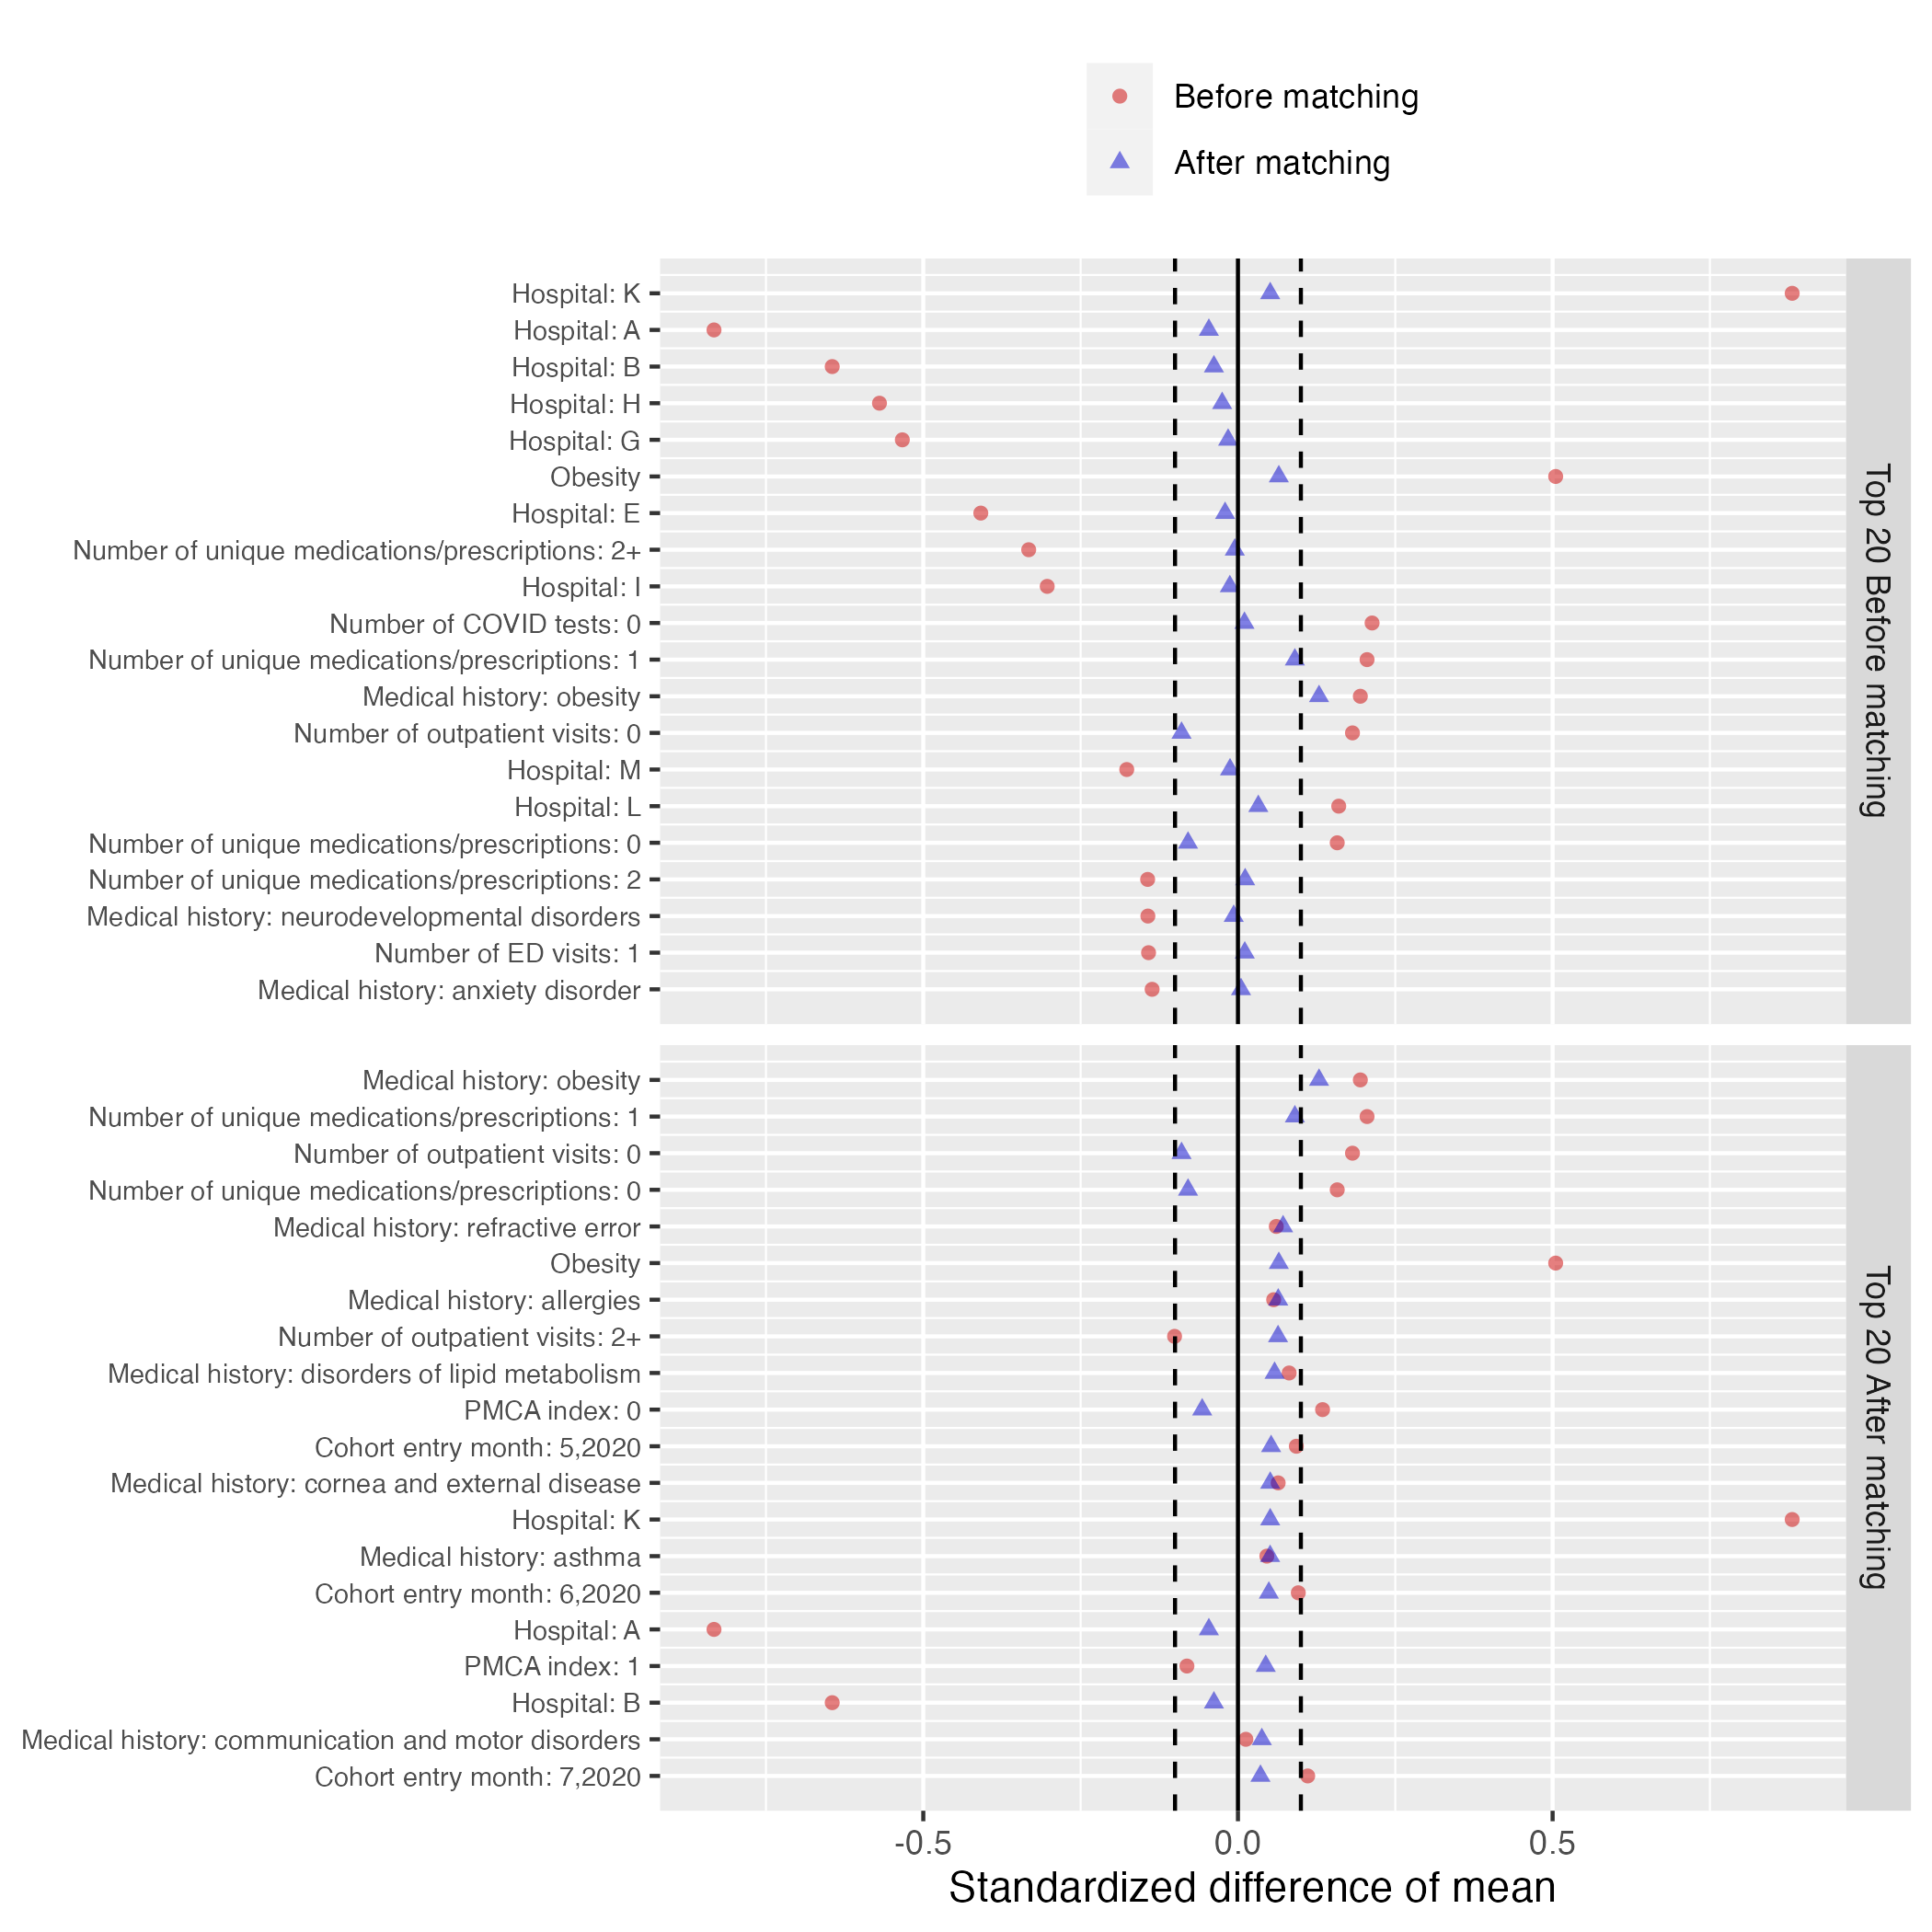 Before matching
After matching
Hospital: K
Hospital: A
Hospital: B
Hospital: H
Hospital: G
Obesity
Hospital: E
Number of unique medications/prescriptions: 2+
Hospital: I
Number of COVID tests: 0
Number of unique medications/prescriptions: 1
Medical history: obesity
Number of outpatient visits: 0
Hospital: M
Hospital: L
Number of unique medications/prescriptions: 0
Number of unique medications/prescriptions: 2
Medical history: neurodevelopmental disorders
Number of ED visits: 1
Medical history: anxiety disorder
Top 20 Before matching
Medical history: obesity
Number of unique medications/prescriptions: 1
Number of outpatient visits: 0
Number of unique medications/prescriptions: 0
Medical history: refractive error
Obesity
Medical history: allergies
Number of outpatient visits: 2+
Medical history: disorders of lipid metabolism
PMCA index: 0
Cohort entry month: 5,2020
Medical history: cornea and external disease
Hospital: K
Medical history: asthma
Cohort entry month: 6,2020
Hospital: A
PMCA index: 1
Hospital: B
Medical history: communication and motor disorders
Cohort entry month: 7,2020
Top 20 After matching
-0.5 0.0 0.5
Standardized difference of mean